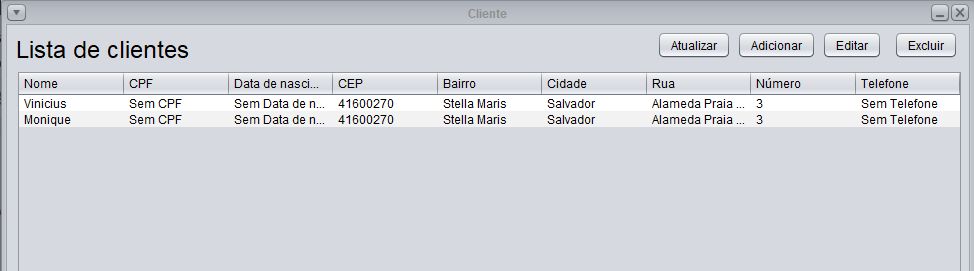 Cliente
Lista de clientes
Atualizar Adicionar Editar Excluir
Nome CPF Data de nasci... CEP Bairro Cidade Rua Número Telefone
Vinicius Sem CPF Sem Data de n... 41600270 Stella Maris Salvador Alameda Praia ... 3 Sem Telefone
Monique Sem CPF Sem Data de n... 41600270 Stella Maris Salvador Alameda Praia ... 3 Sem Telefone